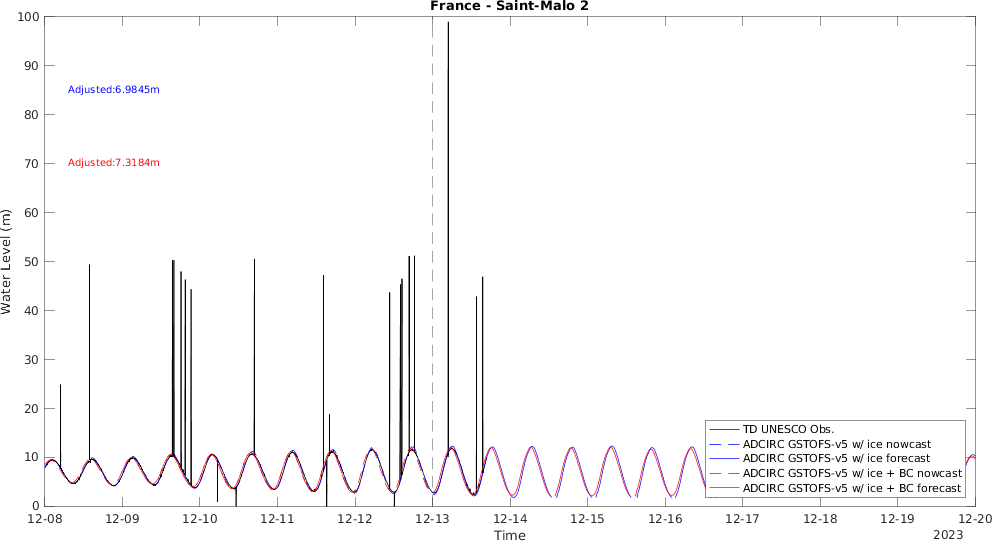 France - Saint-Malo 2
100
90
80
70
60
50
40
30
20
10
0
Water Level (m)
Adjusted:6.9845m
Adjusted:7.3184m
TD UNESCO Obs.
ADCIRC GSTOFS-v5 w/ ice nowcast
ADCIRC GSTOFS-v5 w/ ice forecast
ADCIRC GSTOFS-v5 w/ ice + BC nowcast
ADCIRC GSTOFS-v5 w/ ice + BC forecast
12-08 12-09 12-10 12-11 12-12 12-13 12-14 12-15 12-16 12-17 12-18 12-19 12-20
Time
2023